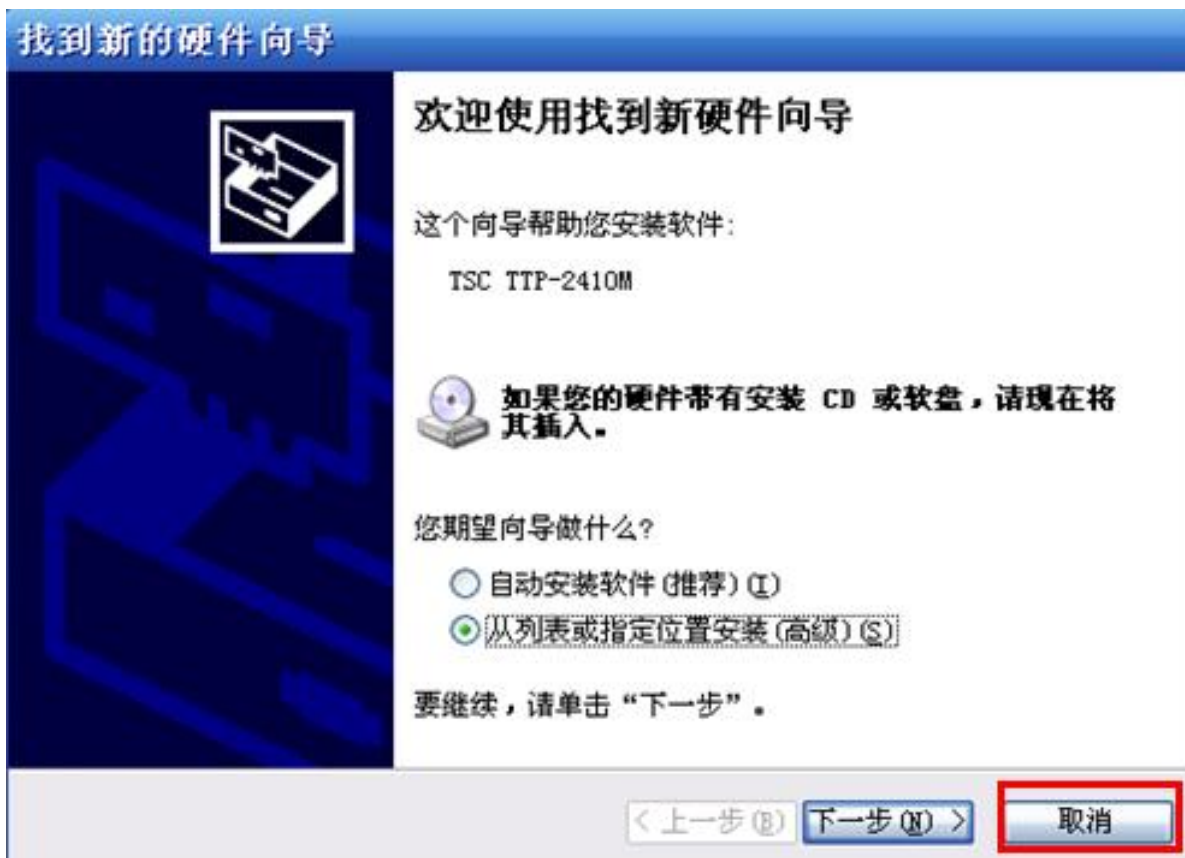 找到新的硬件向导
欢迎使用找到新硬件向导
这个向导帮助您安装软件:
TSC TTP-2410M
如果您的硬件带有安装 CD 或软盘，请现在将
其插入。
您期望向导做什么?
自动安装软件(推荐)(I)
从列表或指定位置安装(高级)(S)
要继续，请单击“下一步”。
< 上一步(B)
下一步(N) >
取消